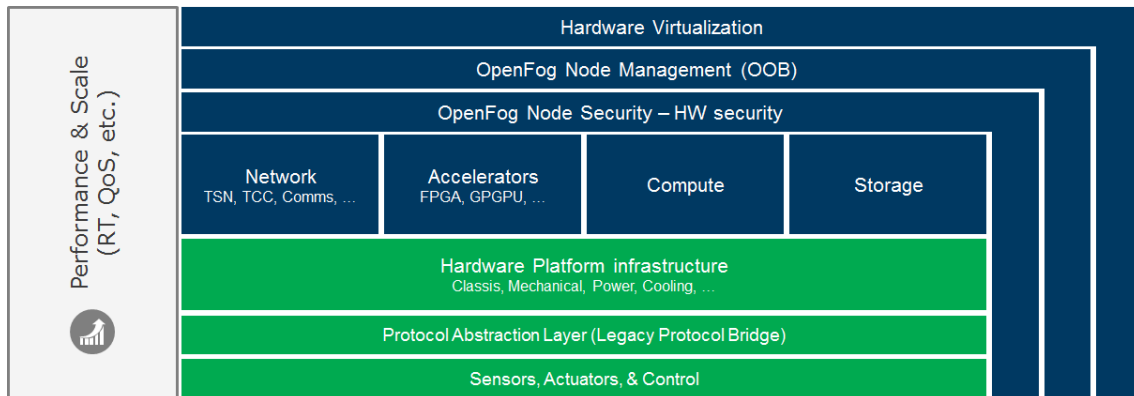 Performance & Scale
(RT, QoS, etc.)
Hardware Virtualization
OpenFog Node Management (OOB)
OpenFog Node Security – HW security
Network
TSN, TCC, Comms, ...
Accelerators
FPGA, GPGPU, ...
Compute
Storage
Hardware Platform infrastructure
Classis, Mechanical, Power, Cooling, ...
Protocol Abstraction Layer (Legacy Protocol Bridge)
Sensors, Actuators, & Control